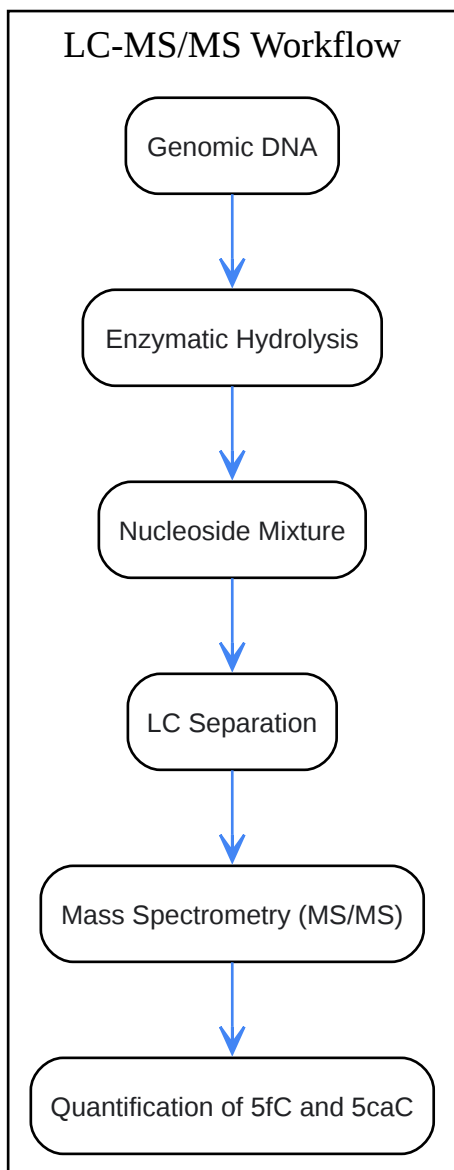 LC-MS/MS Workflow
Genomic DNA
Enzymatic Hydrolysis
Nucleoside Mixture
LC Separation
Mass Spectrometry (MS/MS)
Quantification of 5fC and 5caC